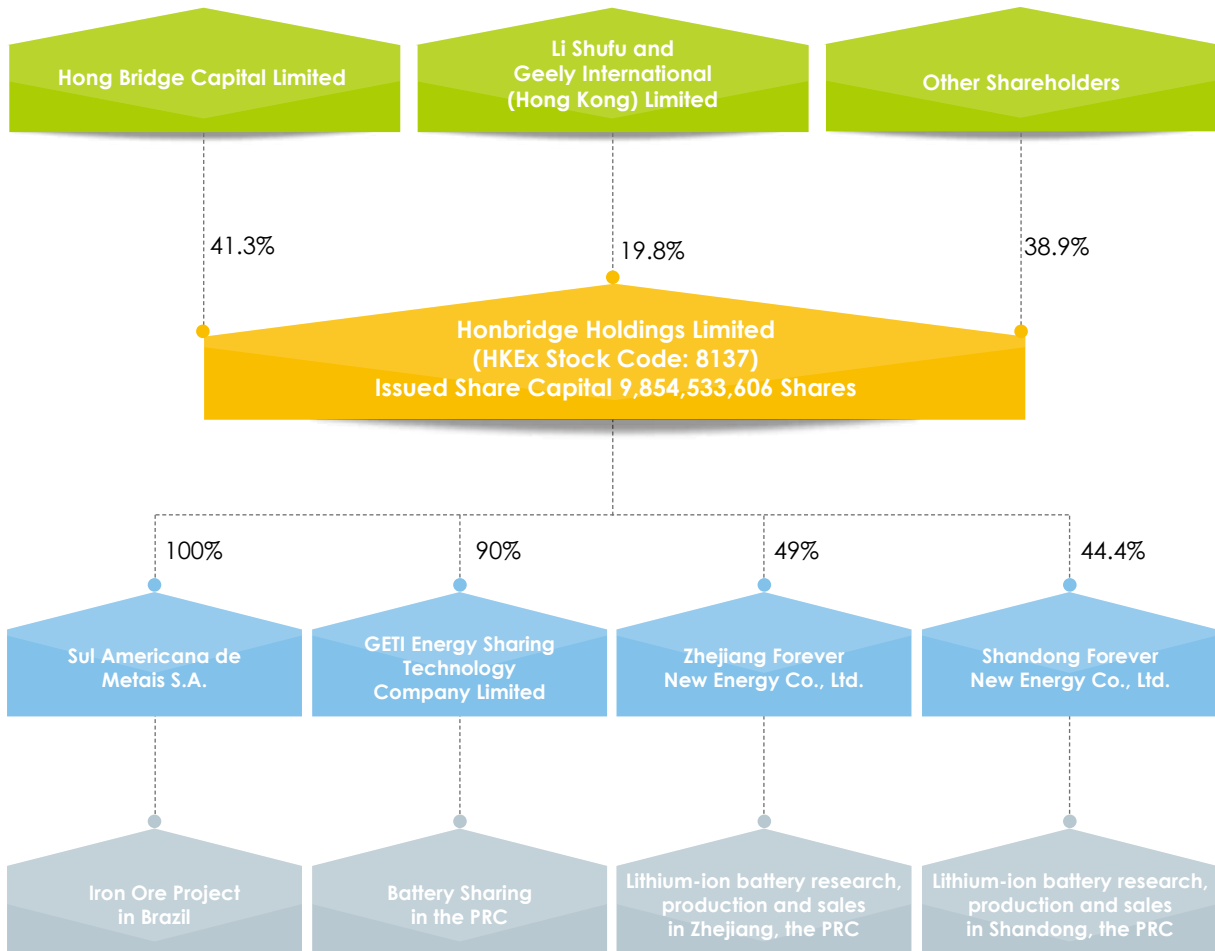 Hong Bridge Capital Limited
Li Shufu and
Geely International
(Hong Kong) Limited
Other Shareholders
41.3%
19.8%
38.9%
Honbridge Holdings Limited
(HKEx Stock Code: 8137)
Issued Share Capital 9,854,533,606 Shares
100%
90%
49%
44.4%
Sul Americana de
Metais S.A.
GETI Energy Sharing
Technology
Company Limited
Zhejiang Forever
New Energy Co., Ltd.
Shandong Forever
New Energy Co., Ltd.
Iron Ore Project
in Brazil
Battery Sharing
in the PRC
Lithium-ion battery research,
production and sales
in Zhejiang, the PRC
Lithium-ion battery research,
production and sales
in Shandong, the PRC